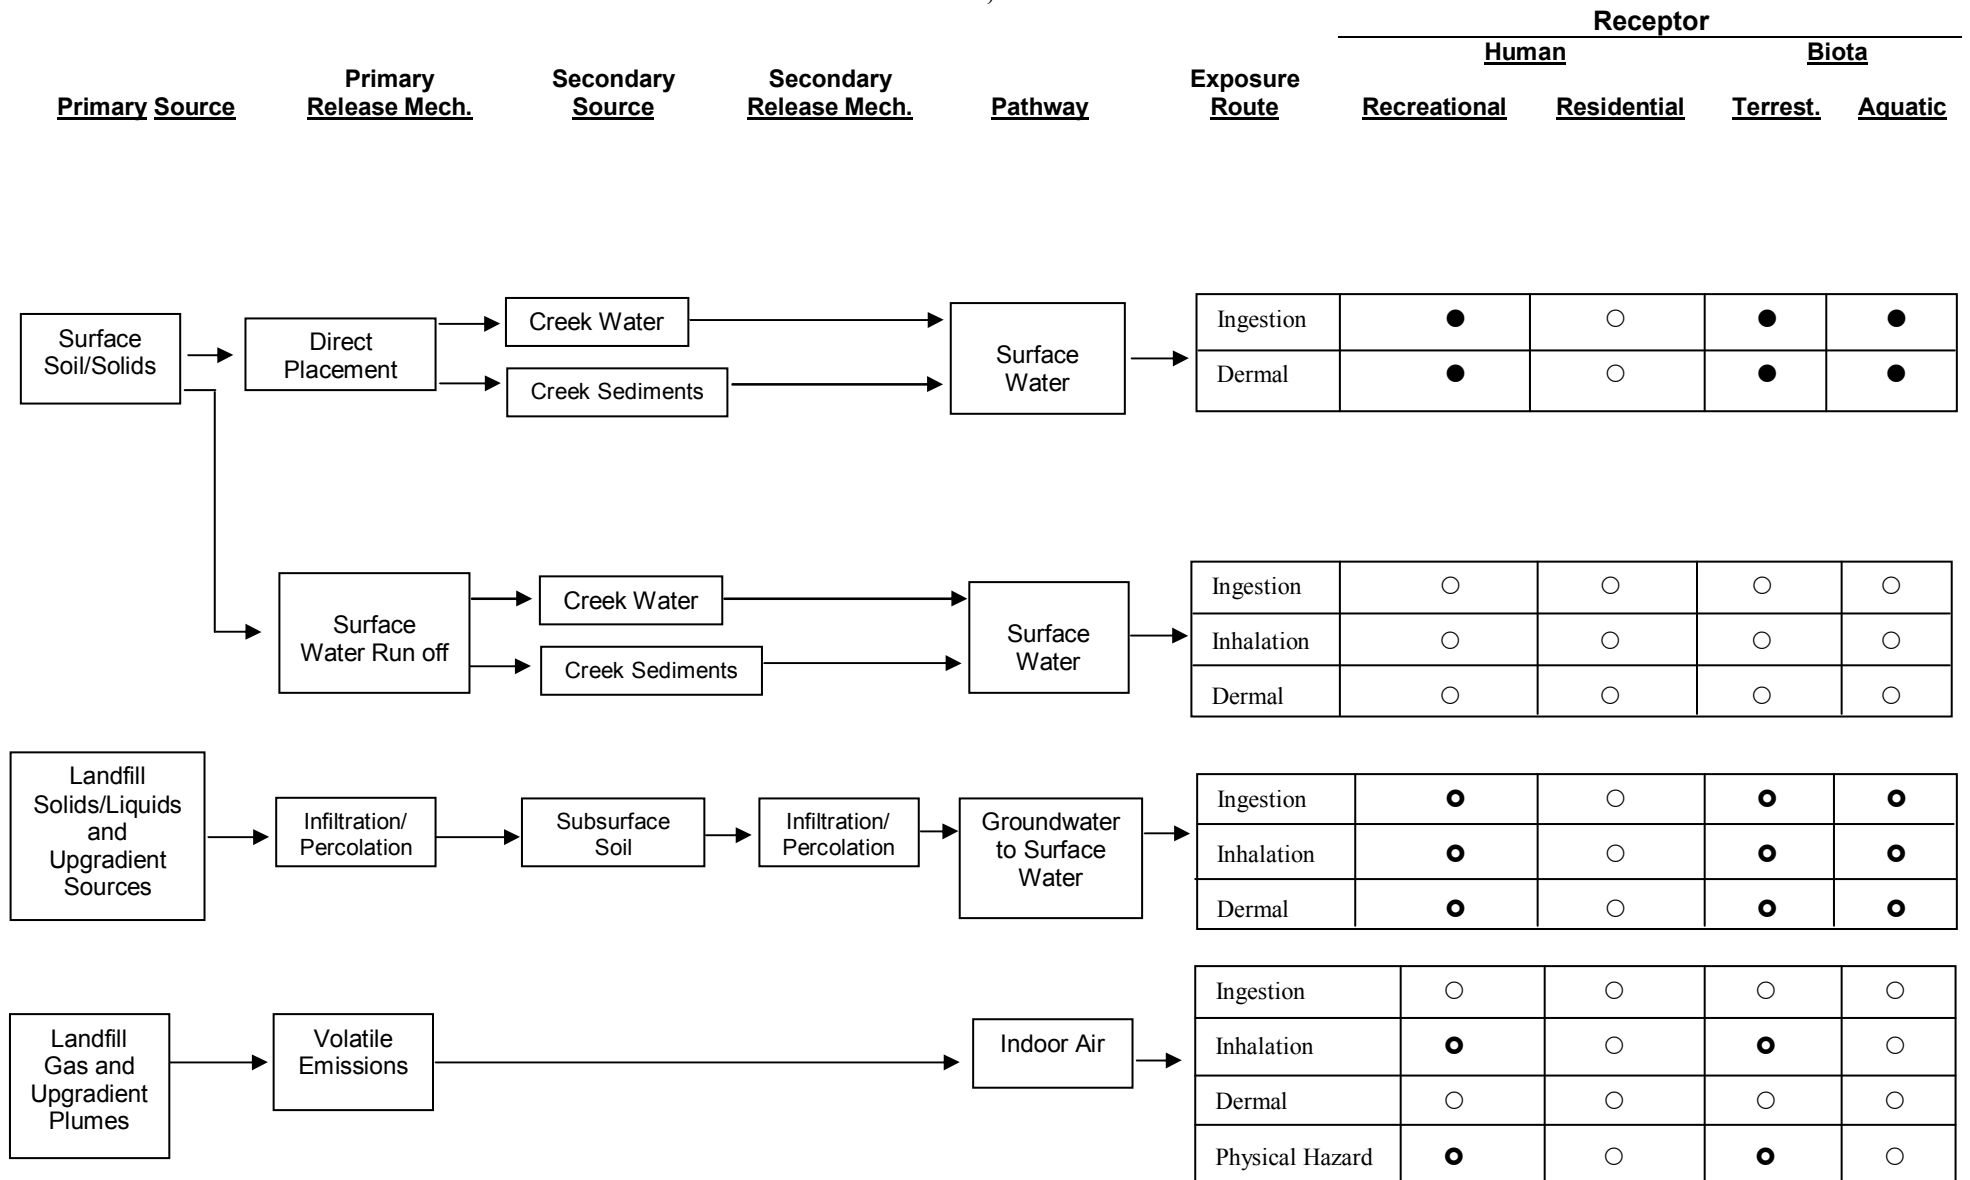 Receptor
Human Biota
Primary Secondary Secondary Exposure
Primary Source Release Mech. Source Release Mech. Pathway Route Recreational Residential Terrest. Aquatic
Surface
Soil/Solids
Direct
Placement
Creek Water
Creek Sediments
Surface
Water
Ingestion ● ○ ● ●
Dermal ● ○ ● ●
Surface
Water Run off
Creek Water
Creek Sediments
Surface
Water
Ingestion ○ ○ ○ ○
Inhalation ○ ○ ○ ○
Dermal ○ ○ ○ ○
Landfill
Solids/Liquids
and
Upgradient
Sources
Infiltration/
Percolation
Subsurface
Soil
Infiltration/
Percolation
Groundwater
to Surface
Water
Ingestion
Inhalation
Dermal
Landfill
Gas and
Upgradient
Plumes
Volatile
Emissions
Indoor Air
Ingestion
Inhalation
Dermal
Physical Hazard